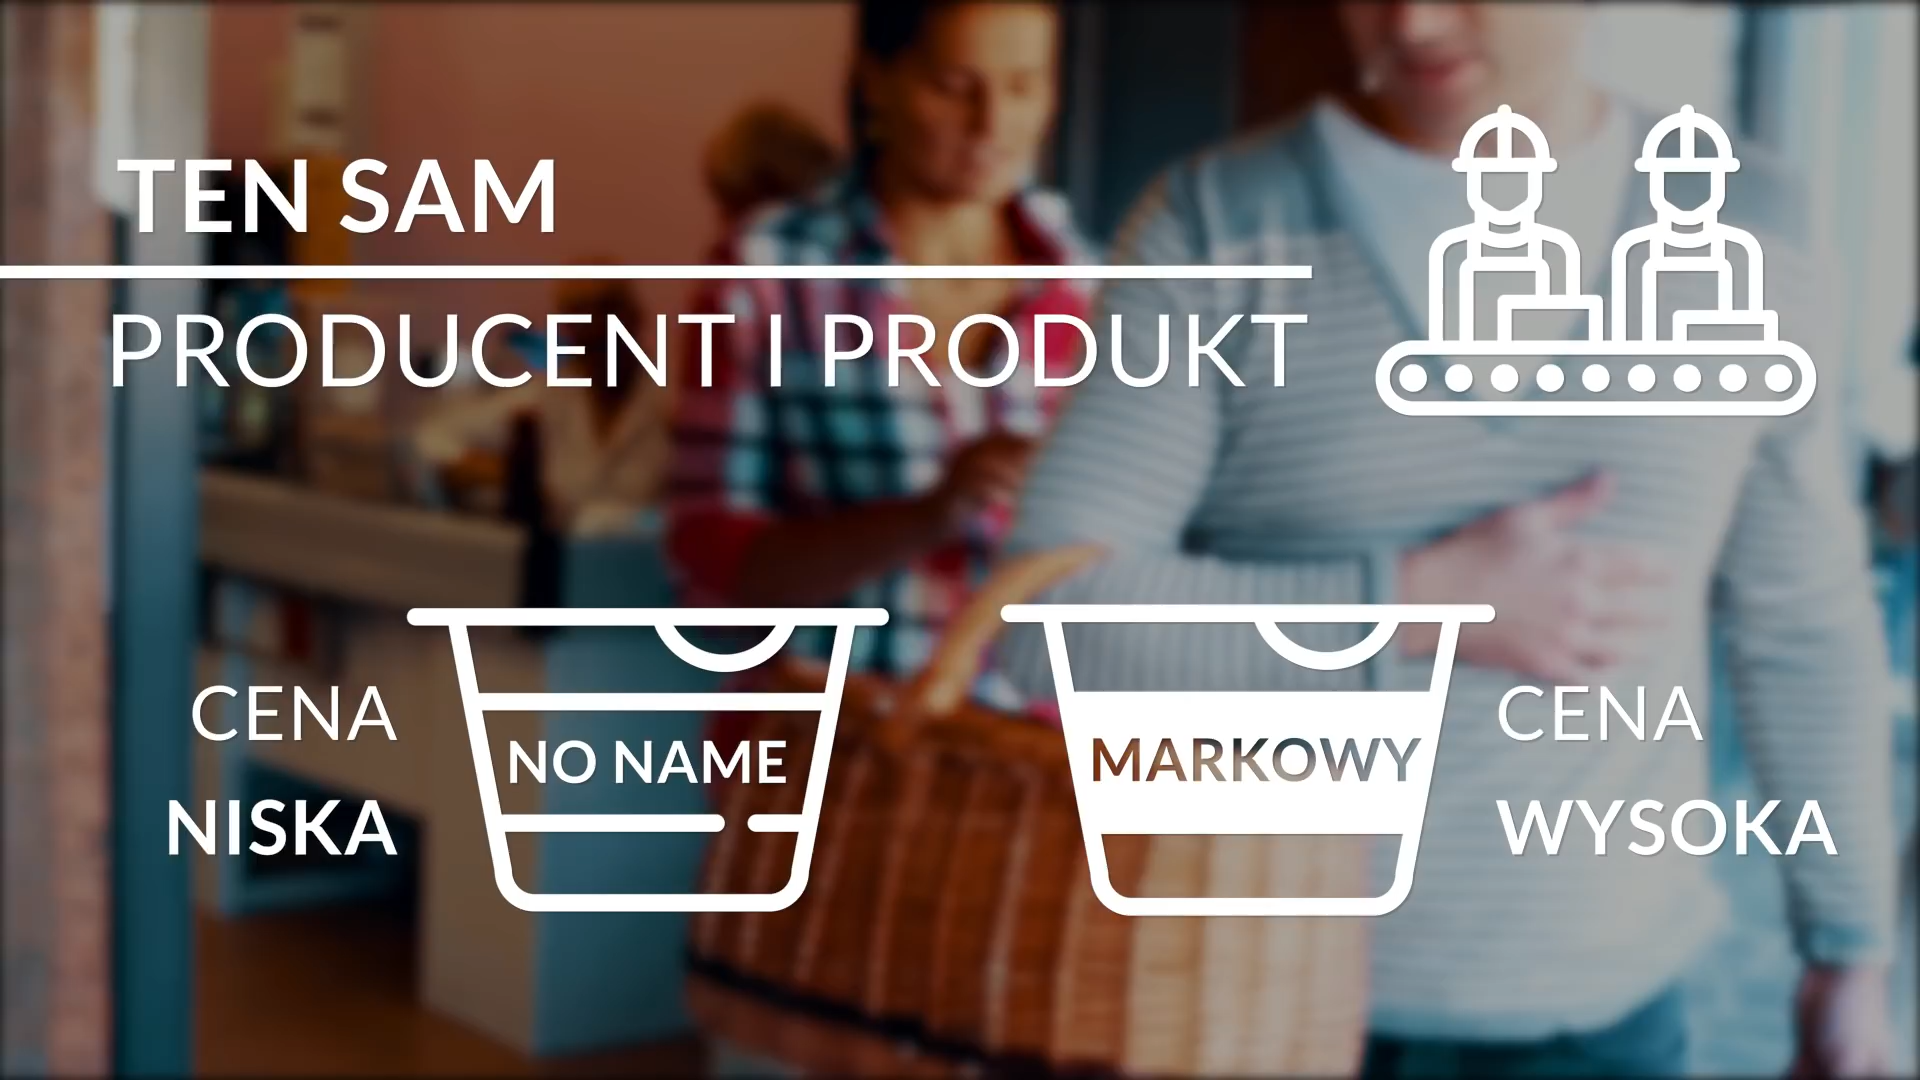 TEN SAM
PRODUCENT I PRODUKT
CENA
NISKA
NO NAME
MARKOWY
CENA
WYSOKA